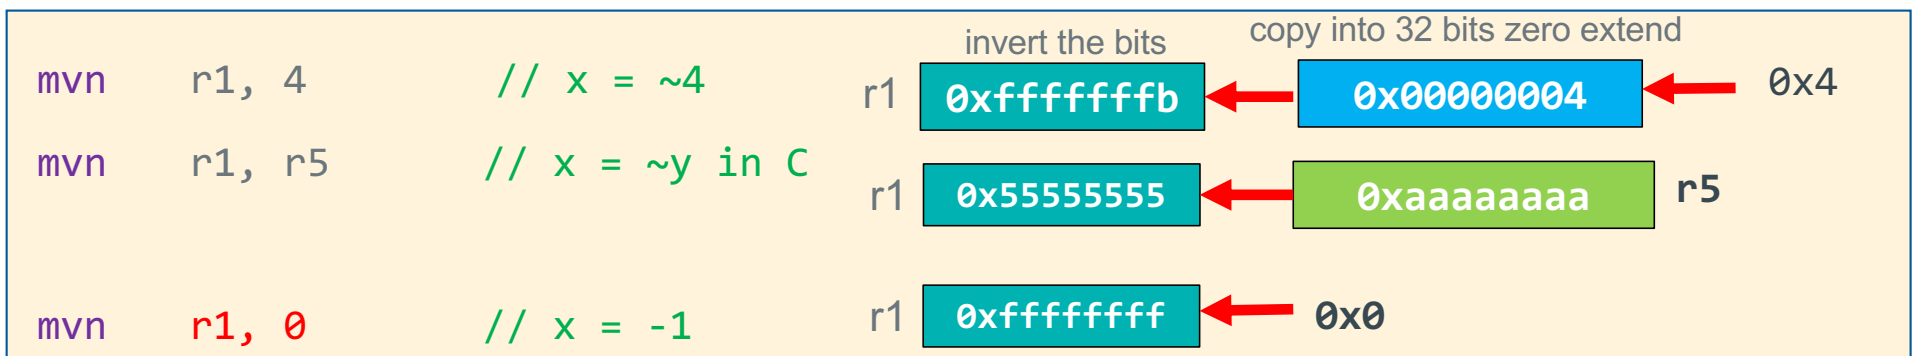 invert the bits copy into 32 bits zero extend
mvn r1, 4 // x = ~4 r1 0xfffffffb 0x00000004 0x4
mvn r1, r5 // x = ~y in C r1 0x55555555 0xaaaaaaaa r5
mvn r1, 0 // x = -1 r1 0xffffffff 0x0